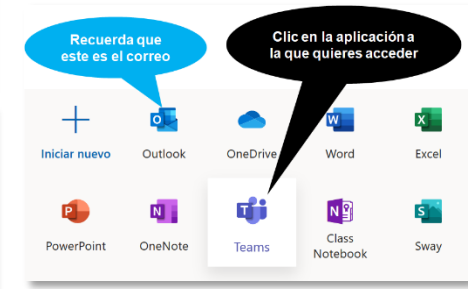 Recuerda que
este es el correo
Clic en la aplicación a
la que quieres acceder
Iniciar nuevo
Outlook
OneDrive
Word
Excel
PowerPoint
OneNote
Teams
Class
Notebook
Sway